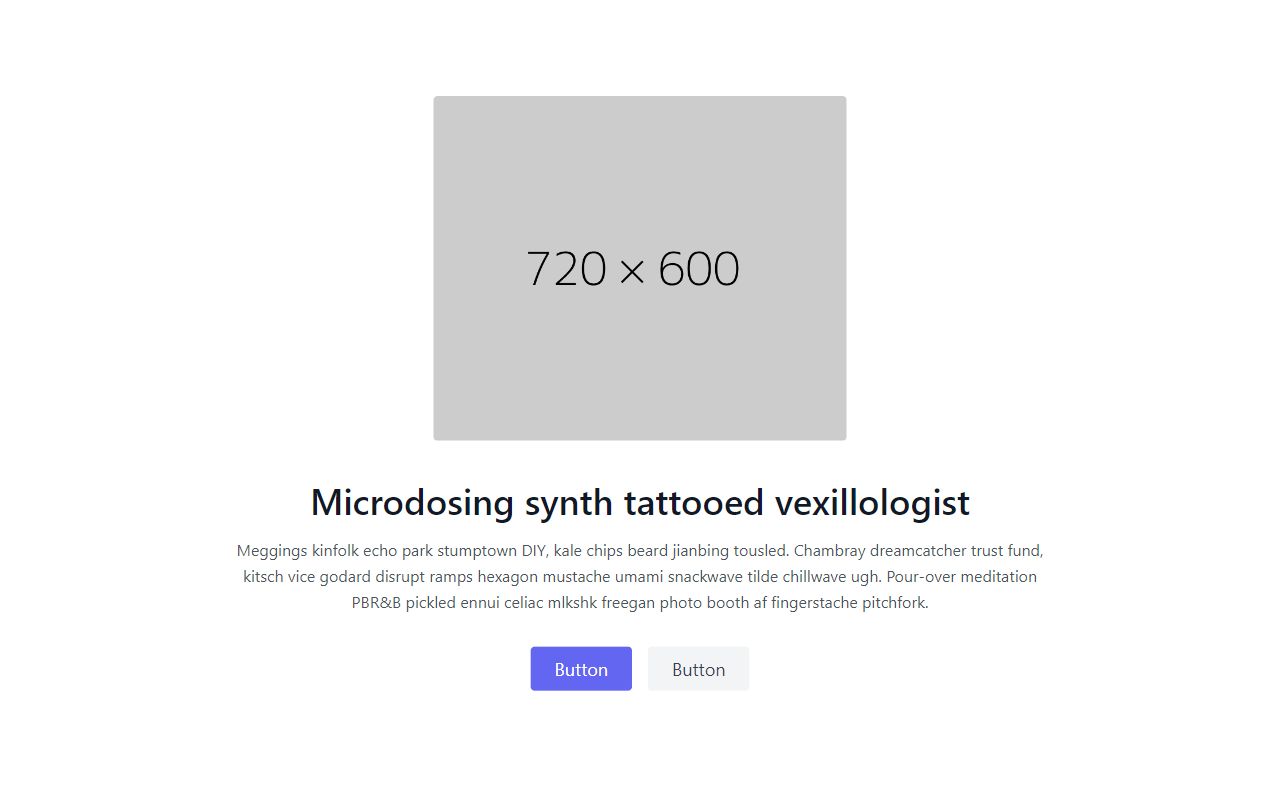 720 × 600
Microdosing synth tattooed vexillologist
Meggings kinfolk echo park stumptown DIY, kale chips beard jianbing tousled. Chambray dreamcatcher trust fund,
kitsch vice godard disrupt ramps hexagon mustache umami snackwave tilde chillwave ugh. Pour-over meditation
PBR&B pickled ennui celiac mlkshk freegan photo booth af fingerstache pitchfork.
Button
Button